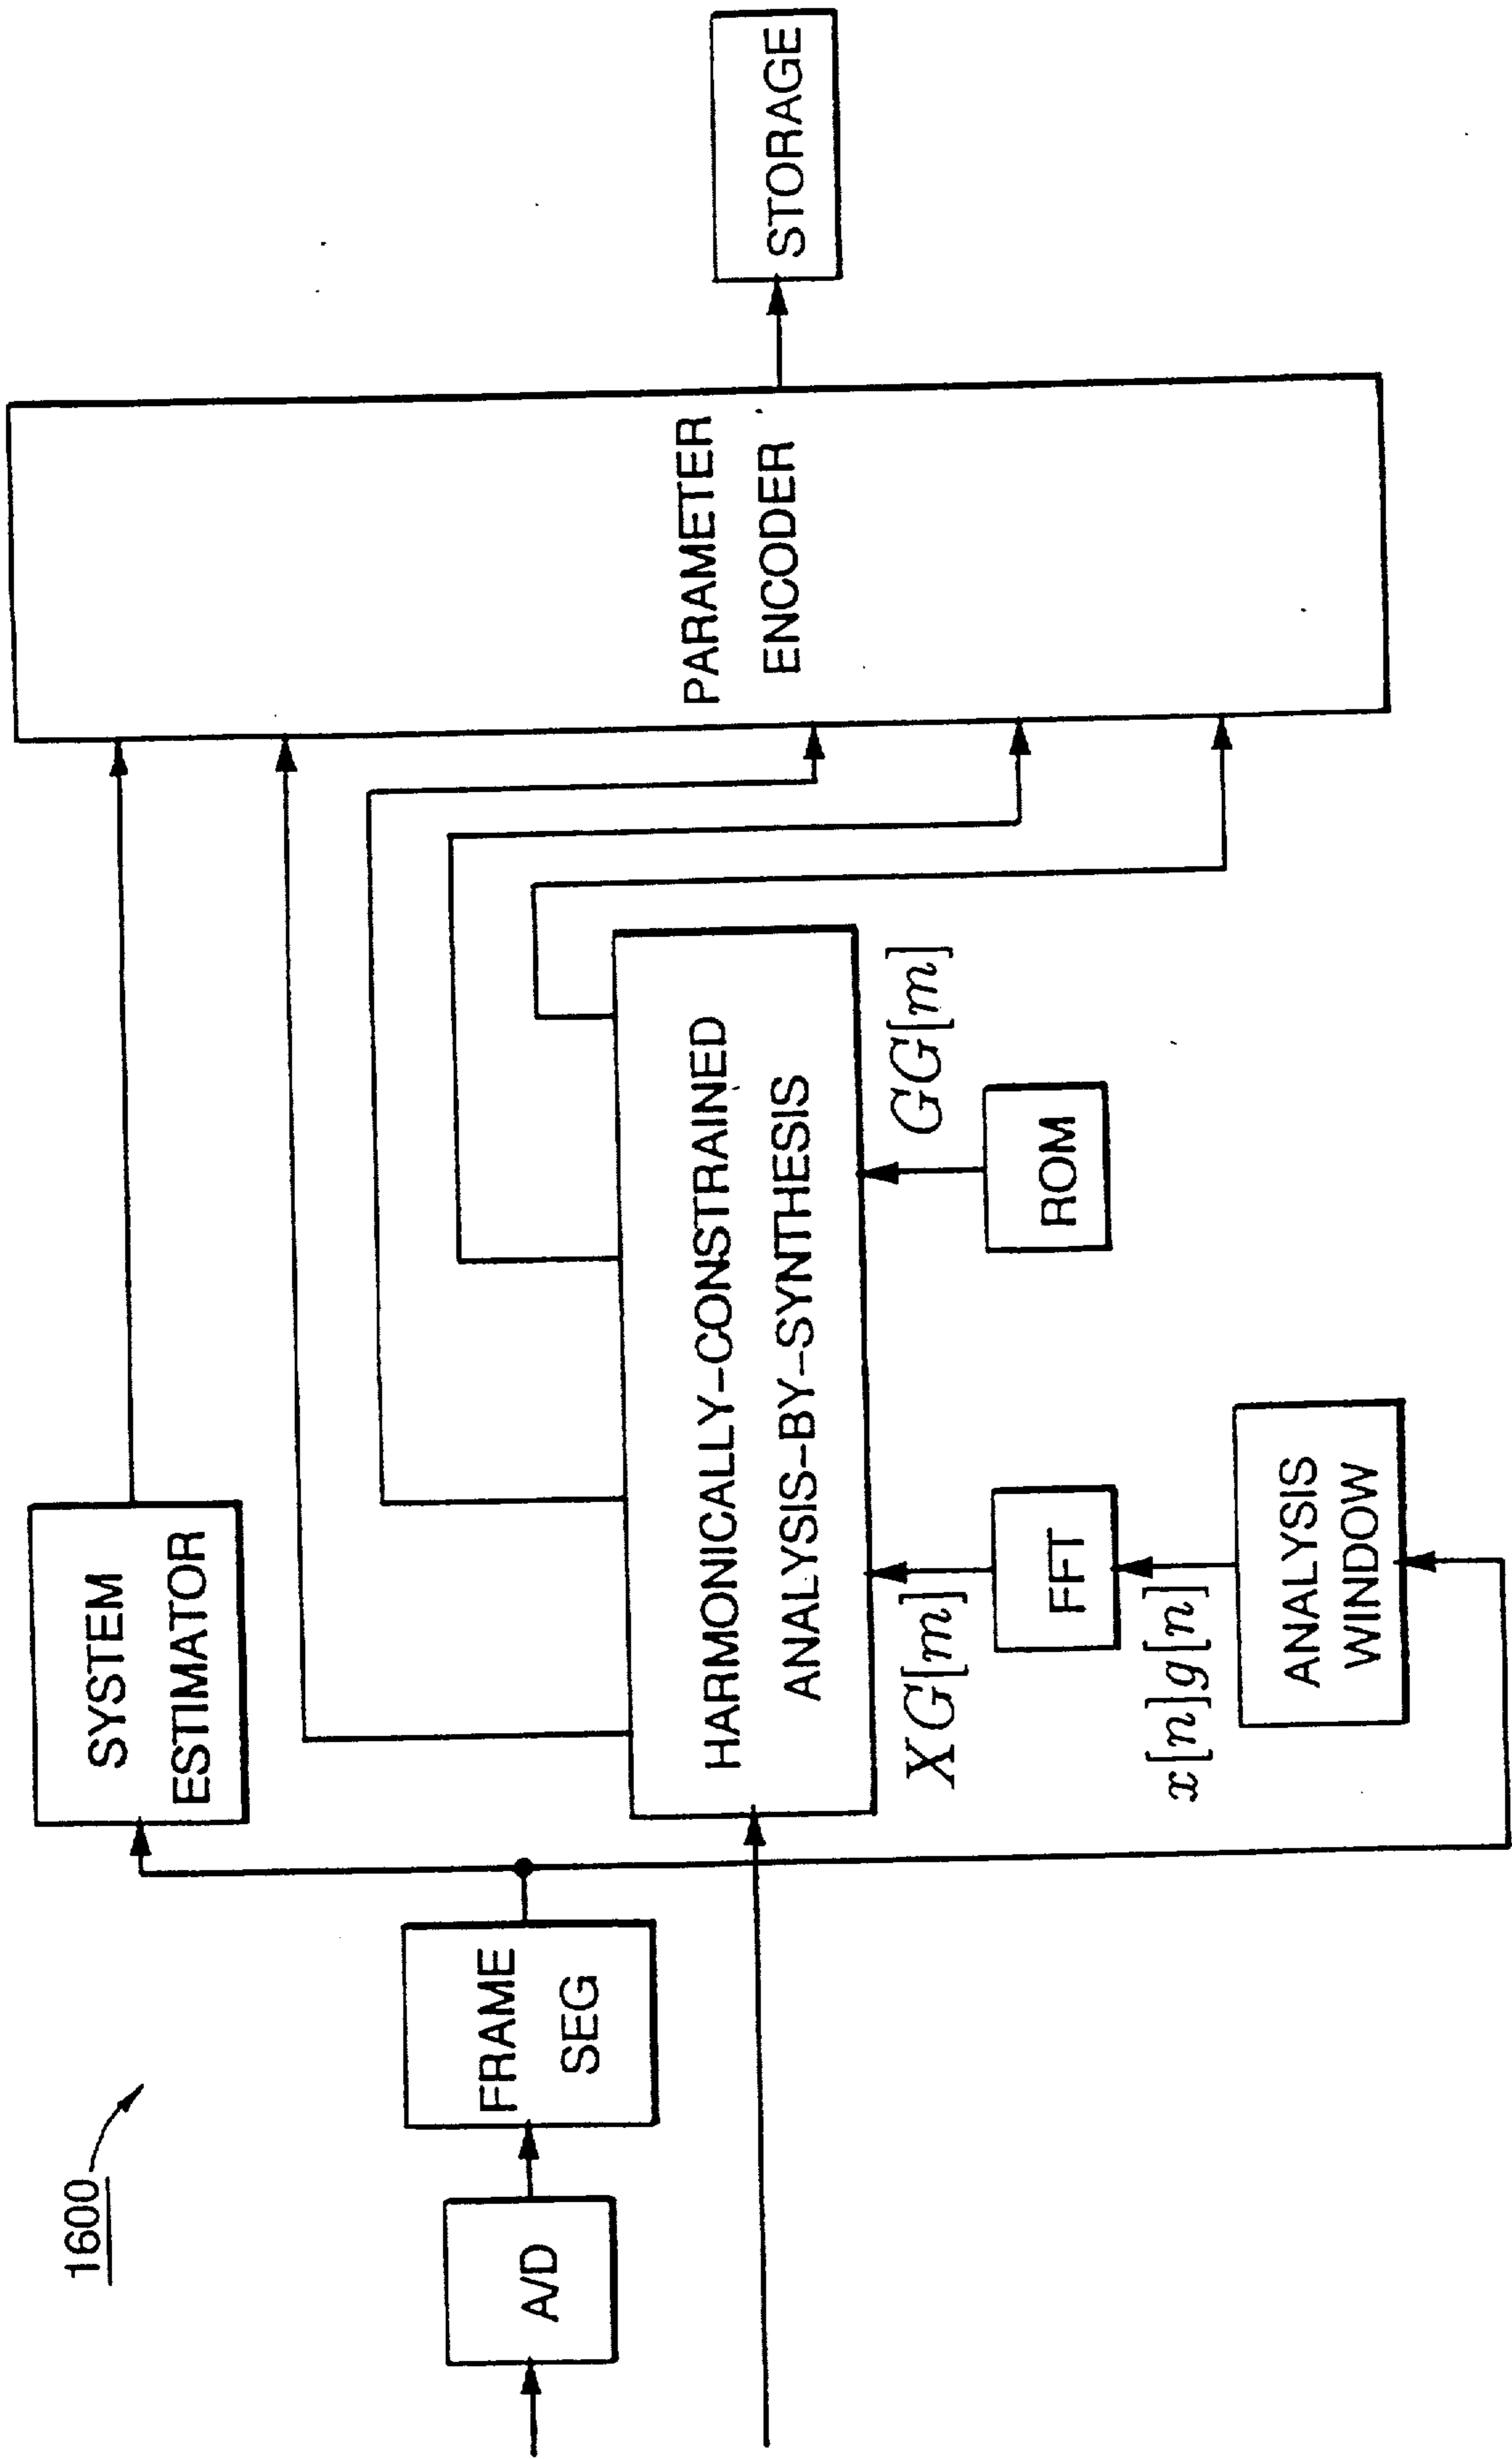 1600
A/D
FRAME
SEG
SYSTEM
ESTIMATOR
HARMONICALLY–CONSTRAINED
ANALYSIS–BY–SYNTHESIS
XG[m]
GG[m]
FFT
ROM
x[n]g[n]
ANALYSIS
WINDOW
PARAMETER
ENCODER
STORAGE